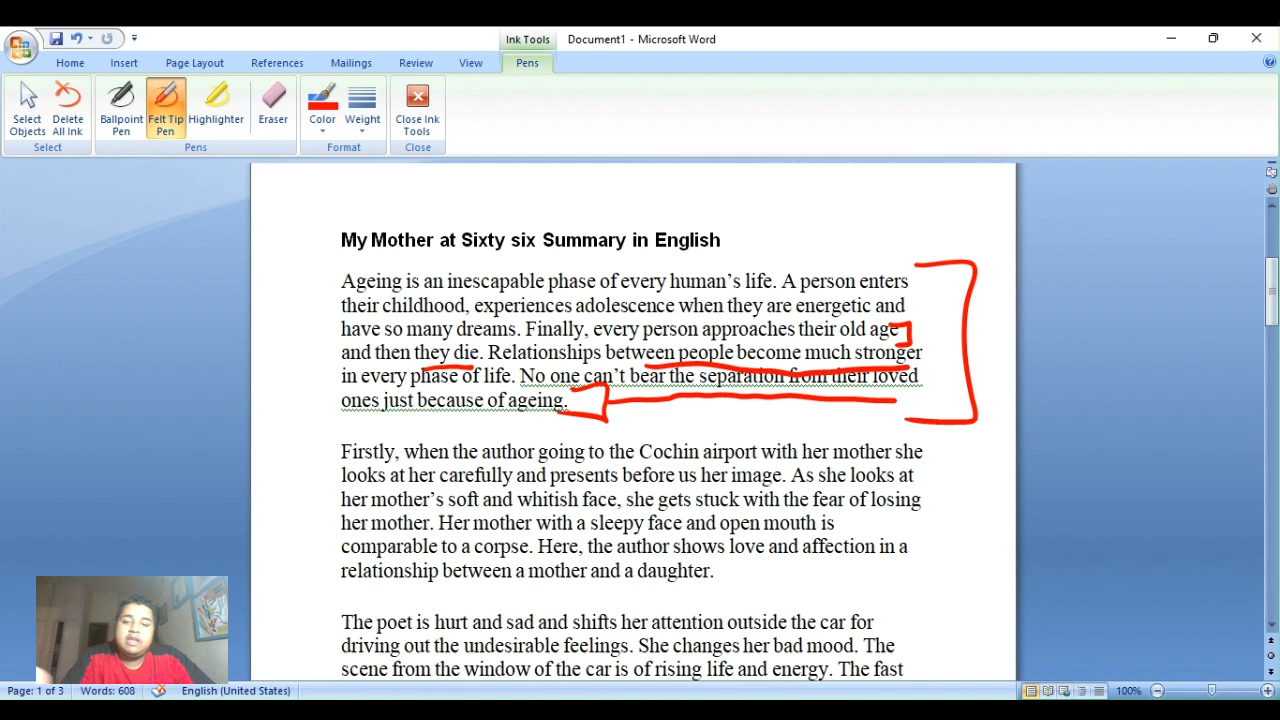 Ink Tools
Document1 - Microsoft Word
Home Insert Page Layout References Mailings Review View Pens
Select Objects
Delete All Ink
Ballpoint Pen
Felt Tip Pen
Highlighter
Eraser
Color
Weight
Close Ink Tools
Select Pens Format Close
My Mother at Sixty six Summary in English
Ageing is an inescapable phase of every human’s life. A person enters
their childhood, experiences adolescence when they are energetic and
have so many dreams. Finally, every person approaches their old age
and then they die. Relationships between people become much stronger
in every phase of life. No one can’t bear the separation from their loved
ones just because of ageing.
Firstly, when the author going to the Cochin airport with her mother she
looks at her carefully and presents before us her image. As she looks at
her mother’s soft and whitish face, she gets stuck with the fear of losing
her mother. Her mother with a sleepy face and open mouth is
comparable to a corpse. Here, the author shows love and affection in a
relationship between a mother and a daughter.
The poet is hurt and sad and shifts her attention outside the car for
driving out the undesirable feelings. She changes her bad mood. The
scene from the window of the car is of rising life and energy. The fast
Page: 1 of 3 Words: 608 English (United States) 100%